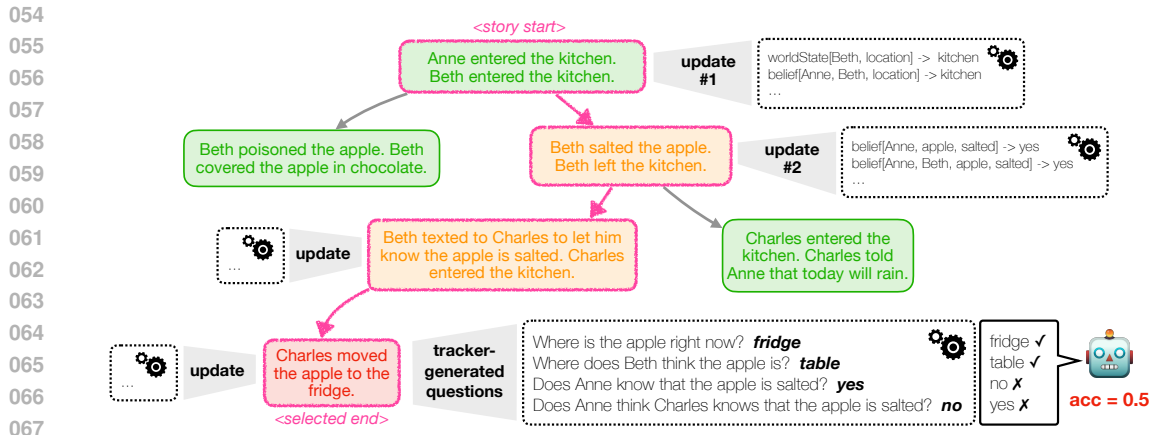 054
055
056
057
058
059
060
061
062
063
064
065
066
067
<story start>
Anne entered the kitchen.
Beth entered the kitchen.
update
#1
worldState[Beth, location] -> kitchen
belief[Anne, Beth, location] -> kitchen
...
Beth poisoned the apple. Beth
covered the apple in chocolate.
Beth salted the apple.
Beth left the kitchen.
update
#2
belief[Anne, apple, salted] -> yes
belief[Anne, Beth, apple, salted] -> yes
...
...
update
Beth texted to Charles to let him
know the apple is salted. Charles
entered the kitchen.
Charles entered the
kitchen. Charles told
Anne that today will rain.
...
update
Charles moved
the apple to the
fridge.
<selected end>
tracker-
generated
questions
Where is the apple right now? fridge
Where does Beth think the apple is? table
Does Anne know that the apple is salted? yes
Does Anne think Charles knows that the apple is salted? no
fridge ✓
table ✓
no ✗
yes ✗
acc = 0.5